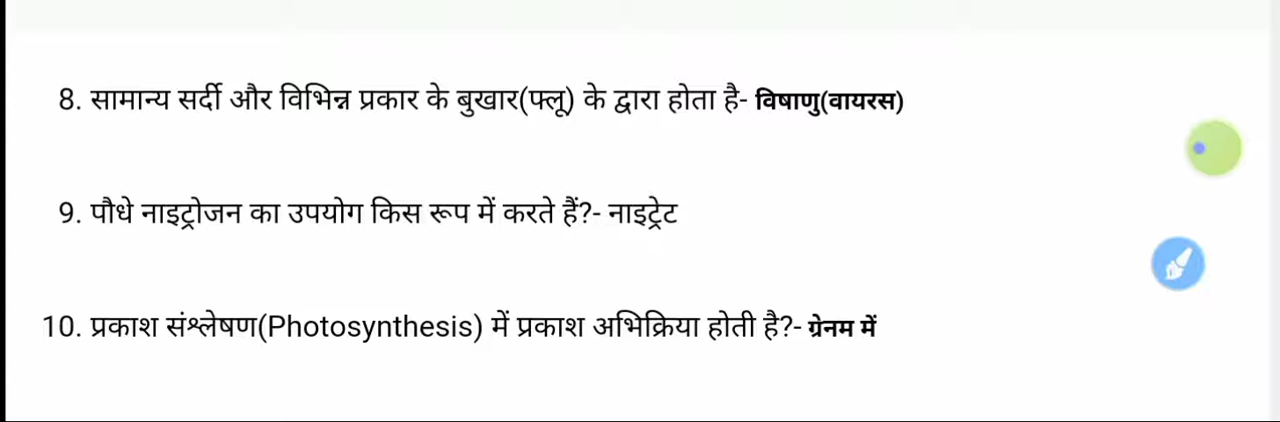 8. सामान्य सर्दी और विभिन्न प्रकार के बुखार(फ्लू) के द्वारा होता है- विषाणु(वायरस)
9. पौधे नाइट्रोजन का उपयोग किस रूप में करते हैं?- नाइट्रेट
10. प्रकाश संश्लेषण(Photosynthesis) में प्रकाश अभिक्रिया होती है?- ग्रेनम में